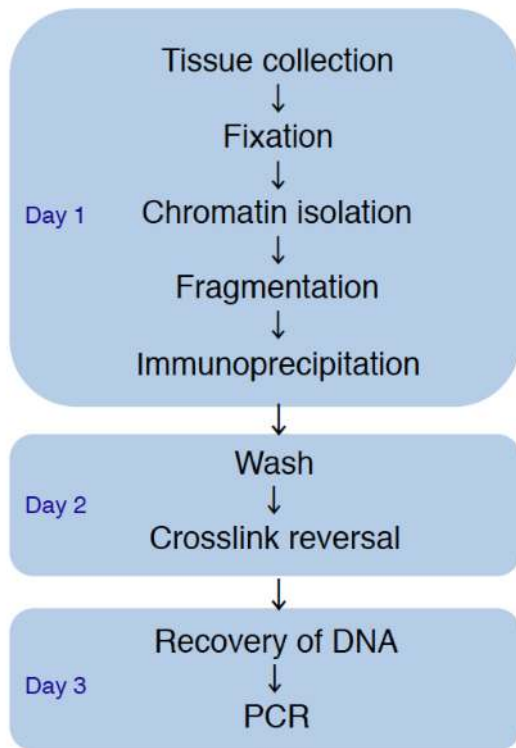 Tissue collection
Fixation
Day 1
Chromatin isolation
Fragmentation
Immunoprecipitation
Wash
Day 2
Crosslink reversal
Recovery of DNA
Day 3
PCR